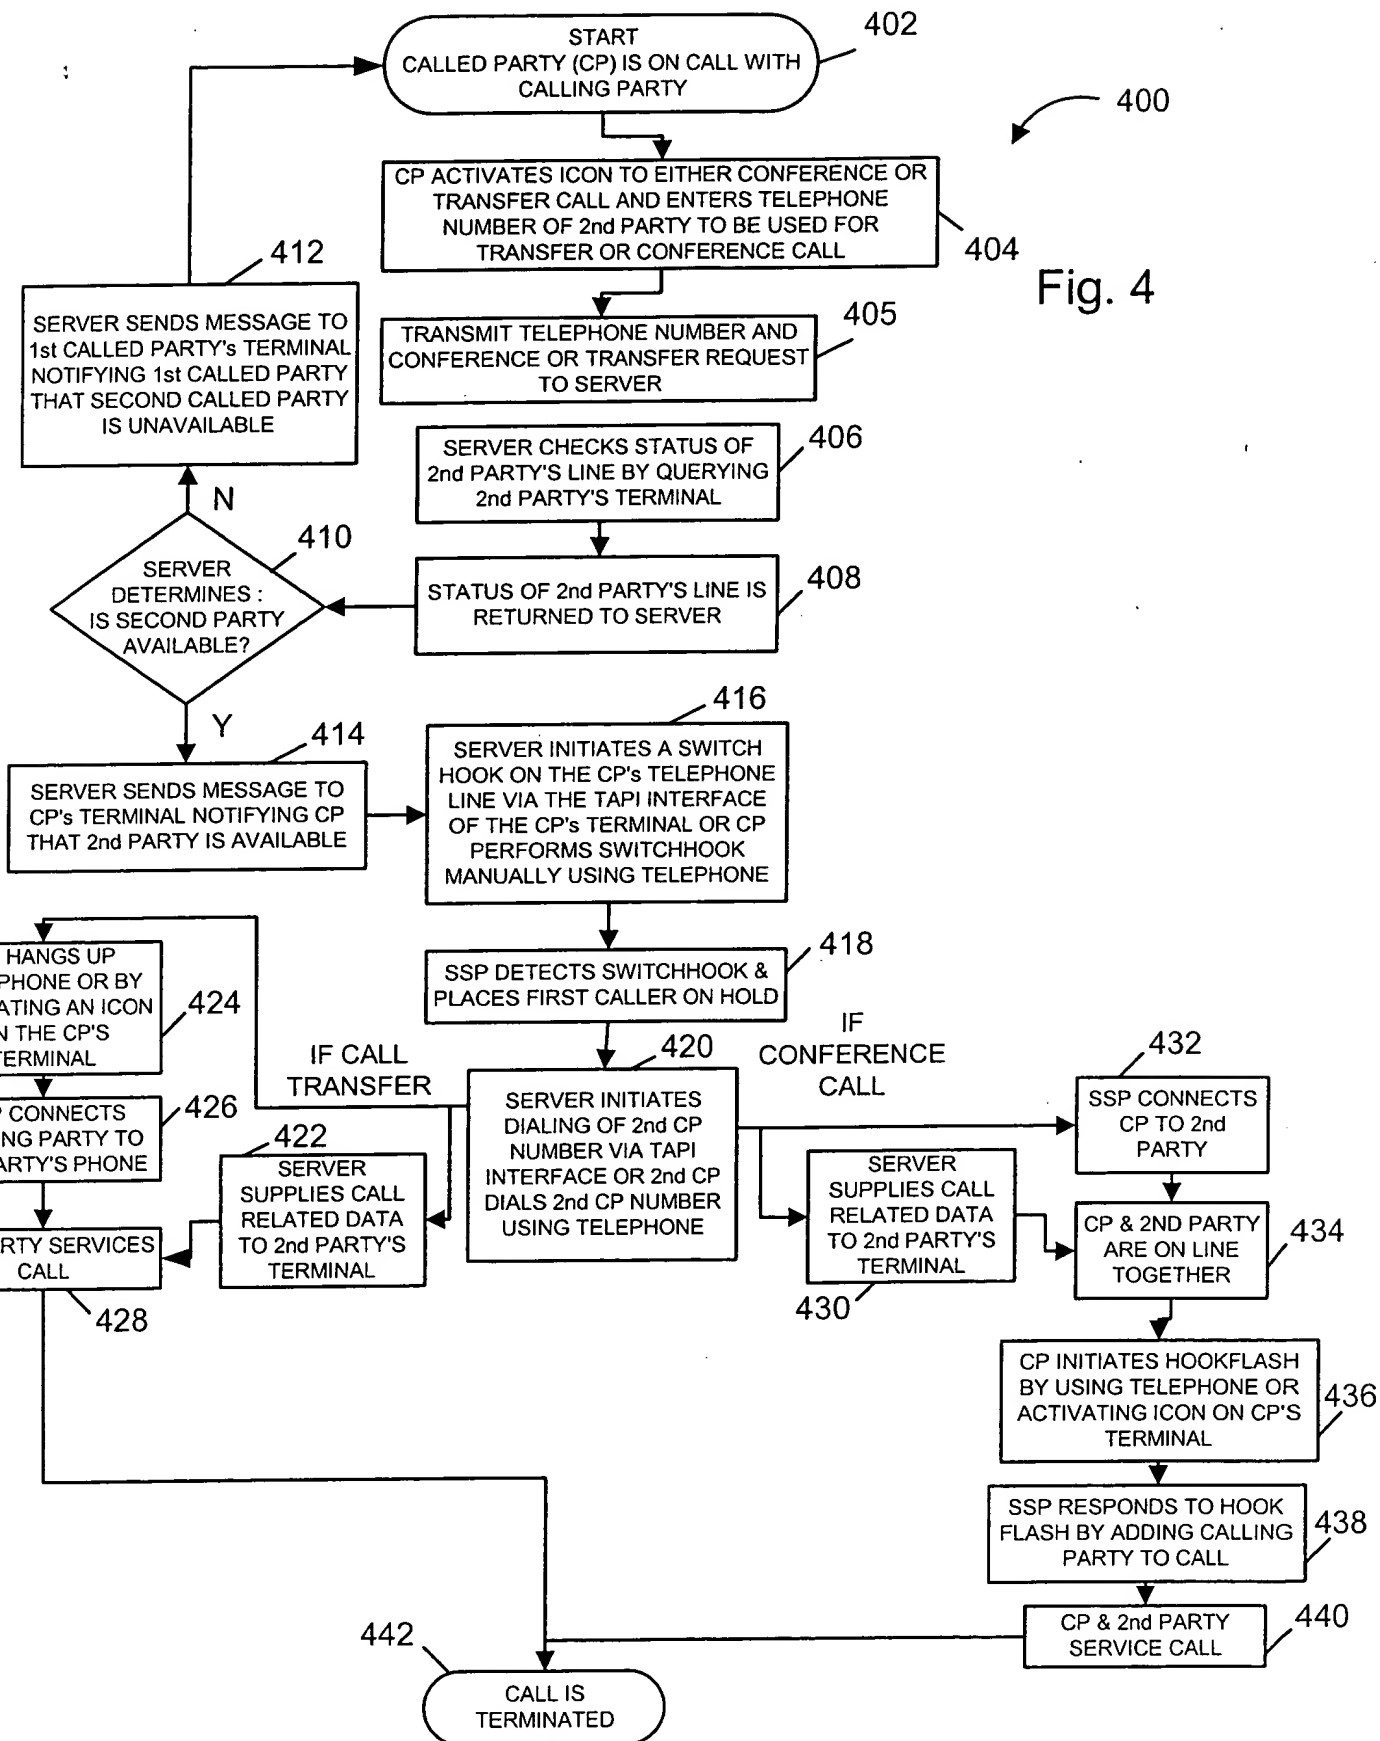 START
CALLED PARTY (CP) IS ON CALL WITH
CALLING PARTY
402
400
CP ACTIVATES ICON TO EITHER CONFERENCE OR
TRANSFER CALL AND ENTERS TELEPHONE
NUMBER OF 2nd PARTY TO BE USED FOR
TRANSFER OR CONFERENCE CALL
404
Fig. 4
412
SERVER SENDS MESSAGE TO
1st CALLED PARTY's TERMINAL
NOTIFYING 1st CALLED PARTY
THAT SECOND CALLED PARTY
IS UNAVAILABLE
TRANSMIT TELEPHONE NUMBER AND
CONFERENCE OR TRANSFER REQUEST
TO SERVER
405
SERVER CHECKS STATUS OF
2nd PARTY'S LINE BY QUERYING
2nd PARTY'S TERMINAL
406
N
410
SERVER
DETERMINES :
IS SECOND PARTY
AVAILABLE?
STATUS OF 2nd PARTY'S LINE IS
RETURNED TO SERVER
408
Y
414
SERVER SENDS MESSAGE TO
CP's TERMINAL NOTIFYING CP
THAT 2nd PARTY IS AVAILABLE
416
SERVER INITIATES A SWITCH
HOOK ON THE CP's TELEPHONE
LINE VIA THE TAPI INTERFACE
OF THE CP's TERMINAL OR CP
PERFORMS SWITCHHOOK
MANUALLY USING TELEPHONE
SSP DETECTS SWITCHHOOK &
PLACES FIRST CALLER ON HOLD
418
HANGS UP
PHONE OR BY
ATING AN ICON
N THE CP'S
TERMINAL
424
IF CALL
TRANSFER
420
SERVER INITIATES
DIALING OF 2nd CP
NUMBER VIA TAPI
INTERFACE OR 2nd CP
DIALS 2nd CP NUMBER
USING TELEPHONE
IF
CONFERENCE
CALL
432
SSP CONNECTS
CP TO 2nd
PARTY
P CONNECTS
ING PARTY TO
ARTY'S PHONE
426
422
SERVER
SUPPLIES CALL
RELATED DATA
TO 2nd PARTY'S
TERMINAL
SERVER
SUPPLIES CALL
RELATED DATA
TO 2nd PARTY'S
TERMINAL
430
CP & 2ND PARTY
ARE ON LINE
TOGETHER
434
RTY SERVICES
CALL
428
CP INITIATES HOOKFLASH
BY USING TELEPHONE OR
ACTIVATING ICON ON CP'S
TERMINAL
436
SSP RESPONDS TO HOOK
FLASH BY ADDING CALLING
PARTY TO CALL
438
CP & 2nd PARTY
SERVICE CALL
440
442
CALL IS
TERMINATED